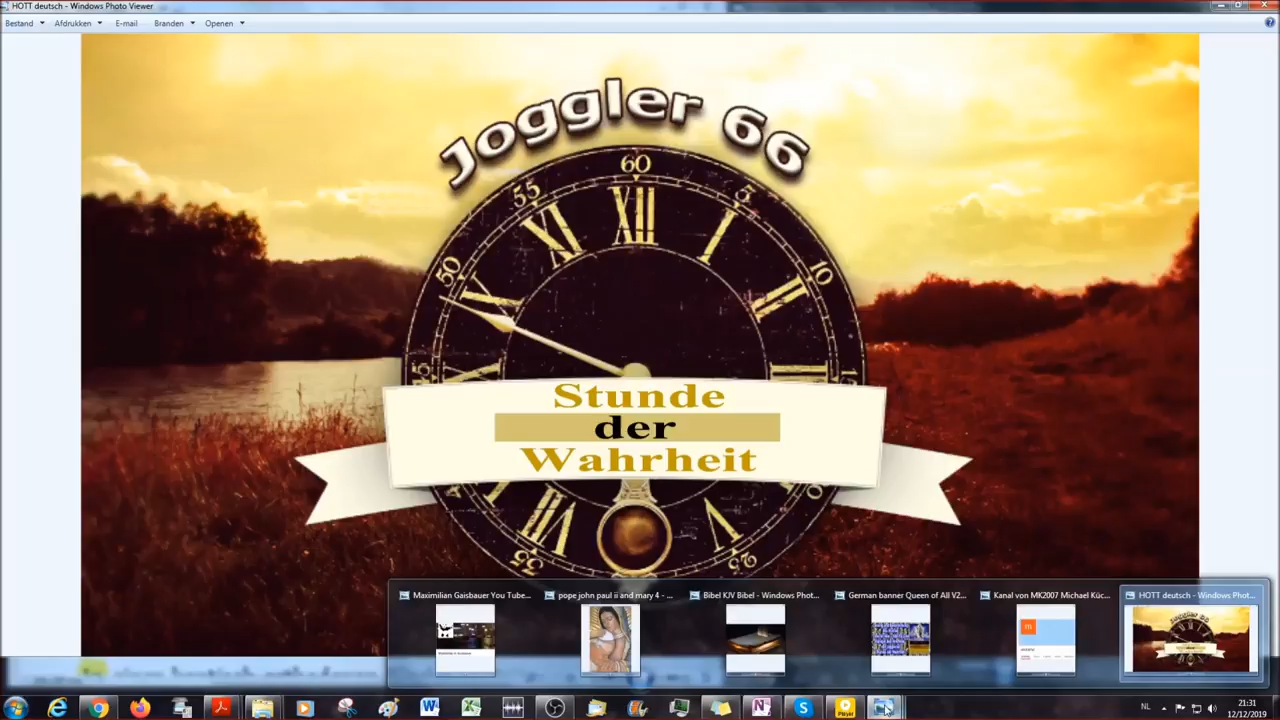 HOTT deutsch - Windows Photo Viewer
Bestand Afdrukken E-mail Branden Openen
Joggler 66
60
55 5
XII
XI I
50 10
Stunde
der
Wahrheit
35 25
Maximilian Gaisbauer You Tube... pope john paul ii and mary 4 - ... Bibel KJV Bibel - Windows Phot... German banner Queen of All V2... Kanal von MK2007 Michael Küc... HOTT deutsch - Windows Phot...
NL 21:31
12/12/2019